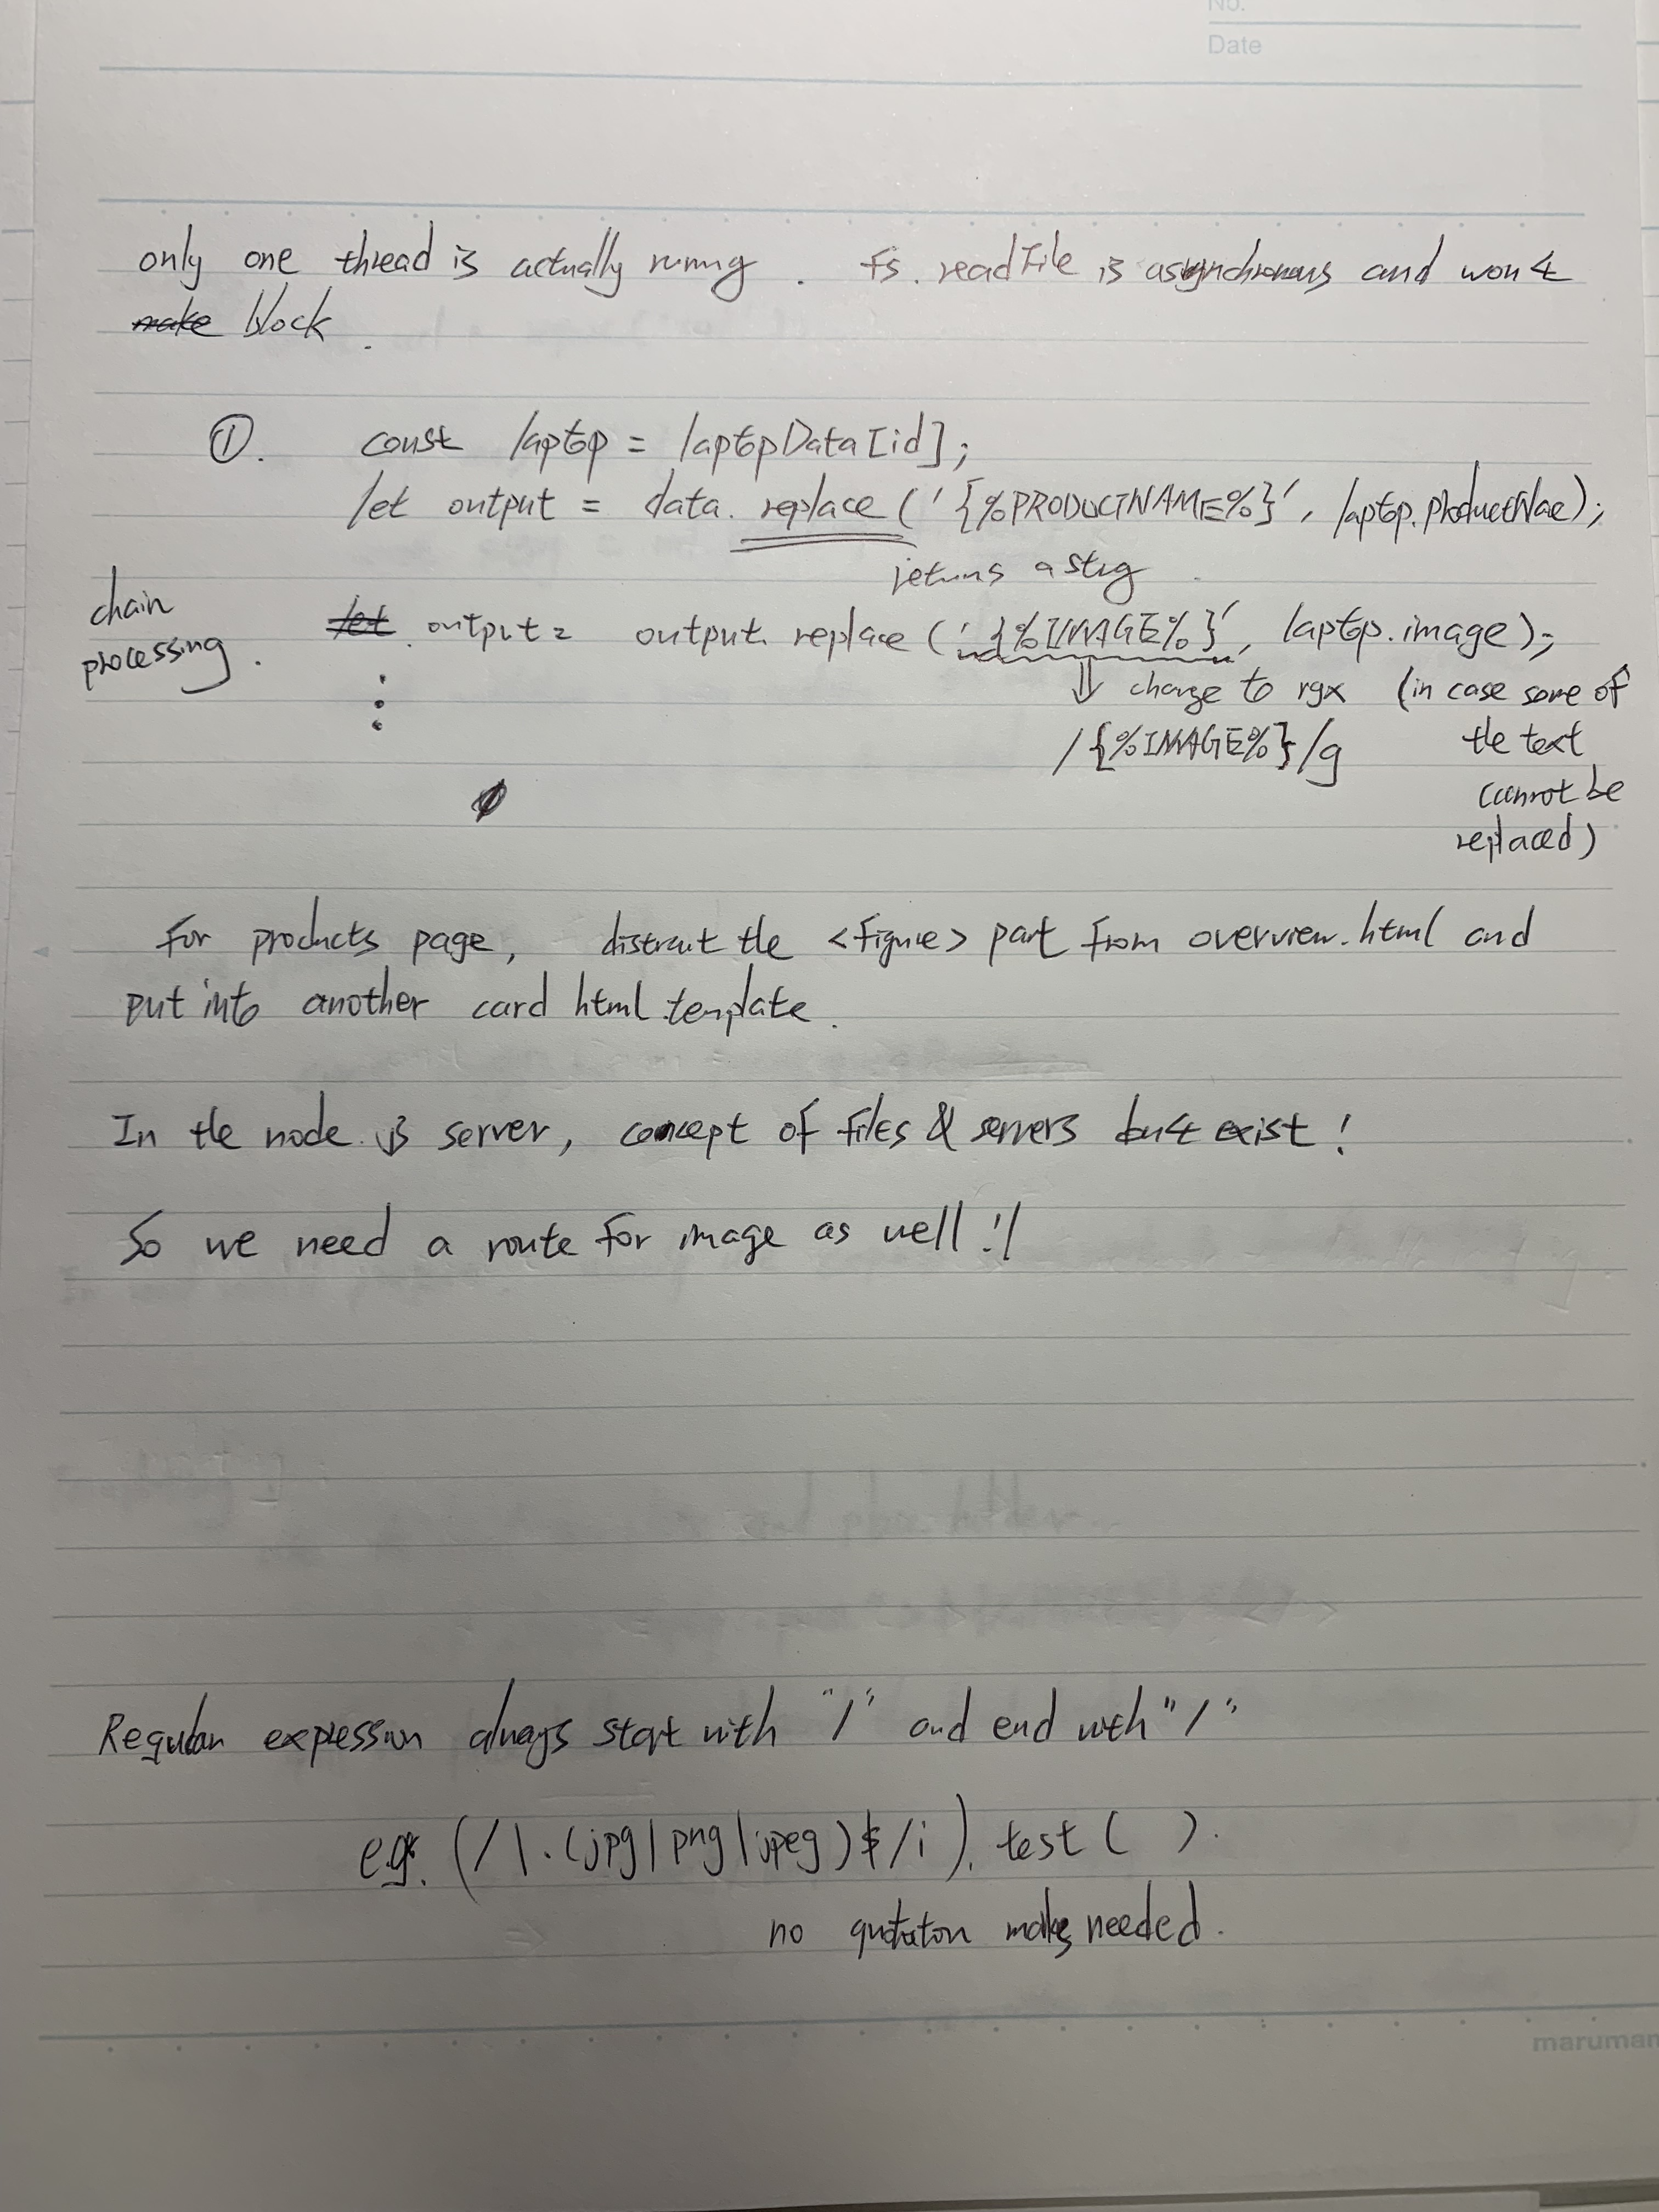 No.
Date
only one thread is actually runing. fs.readFile is asynchronous and won't
make block.
①. const laptop = laptopData[id];
let output = data.replace('{%PRODUCTNAME%}', laptop.productNae);
returns a strg
chain
processing.
let output = output.replace('{%IMAGE%}', laptop.image);
⇓ change to rgx (in case some of
/{%IMAGE%}/g the text
cannot be
replaced)
For products page, distract the <figure> part from overview.html and
put into another card html template.
In the node.js server, concept of files & servers exist!
So we need a route for image as well!!
Regular expression always start with "/" and end with "/"
e.g. (/\.(jpg|png|jpeg)$/i).test( ).
no quotation marks needed.
maruman